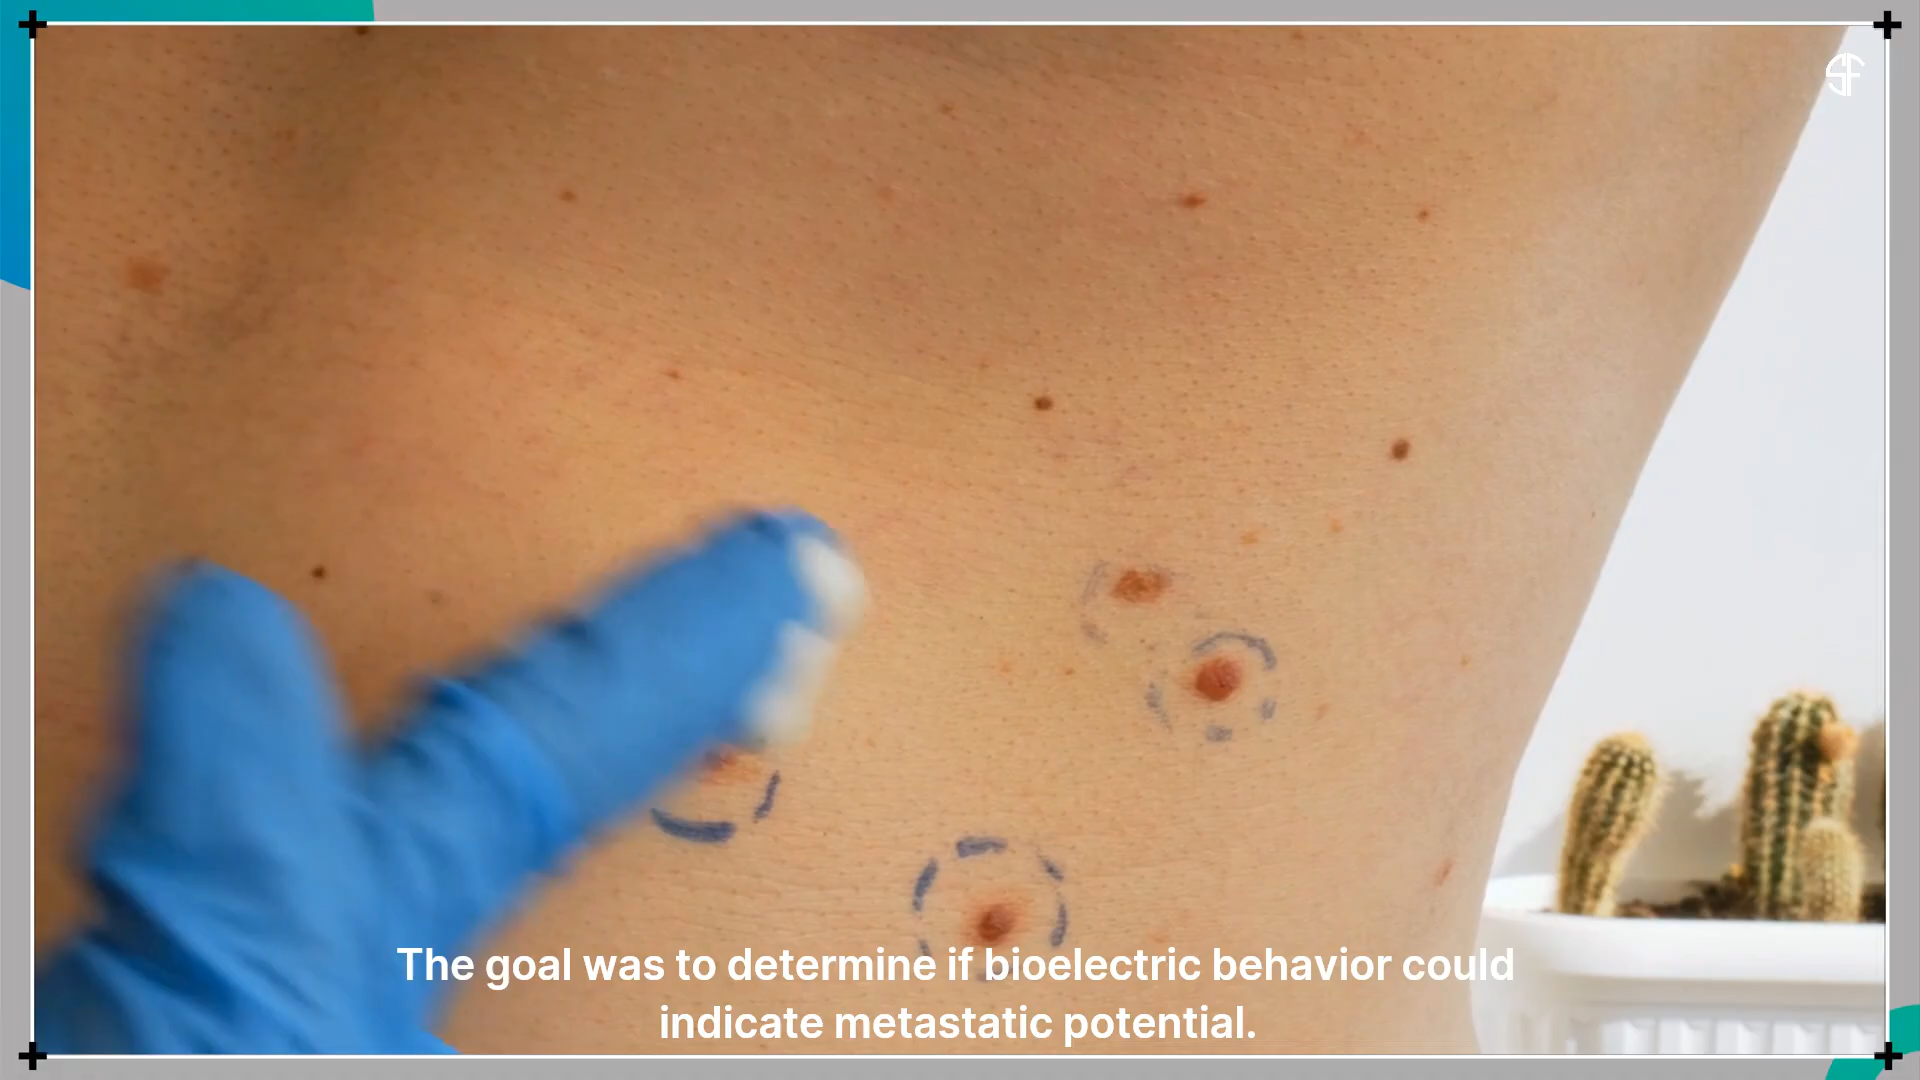 The goal was to determine if bioelectric behavior could
indicate metastatic potential.